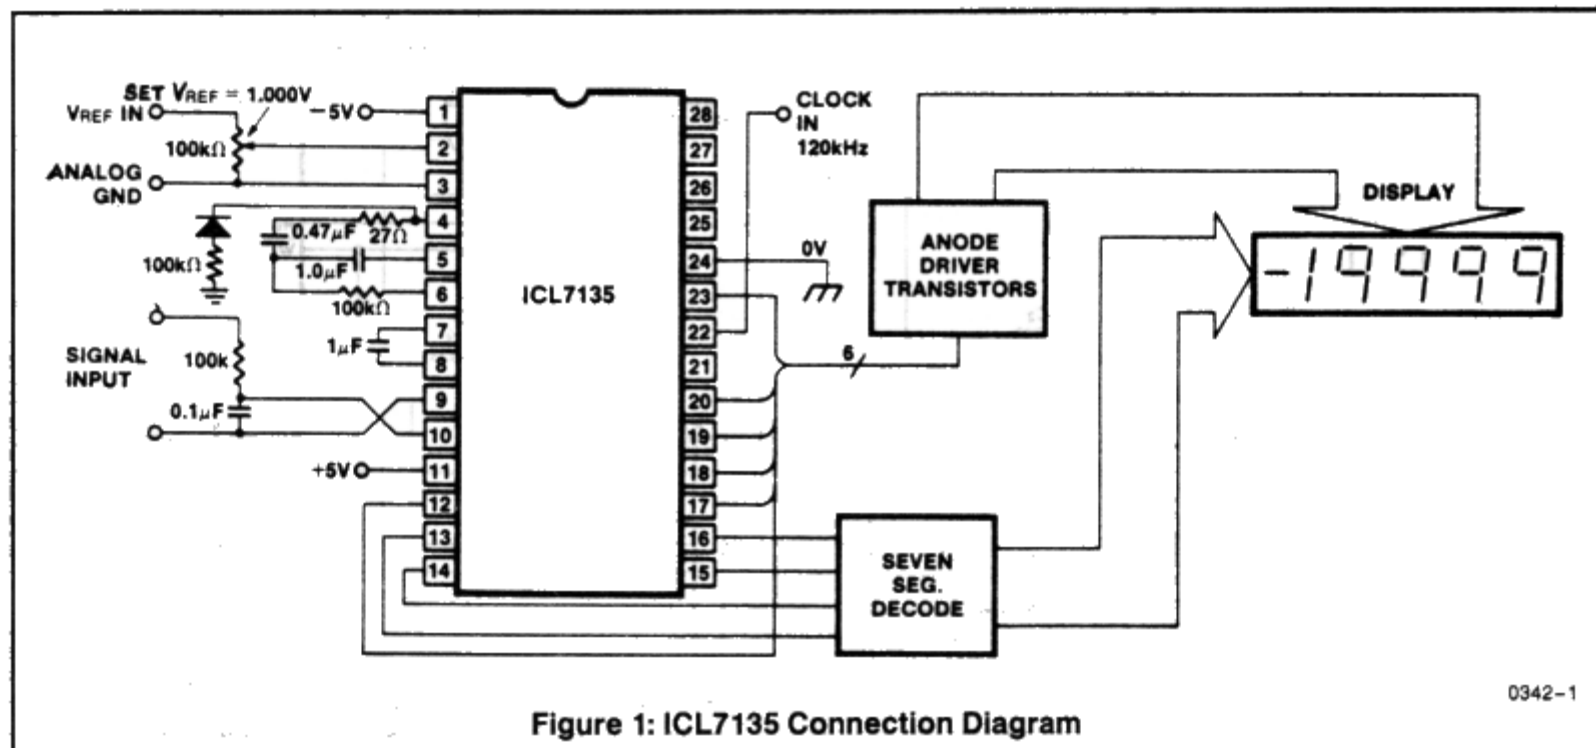 SET VREF = 1.000V
VREF IN
100kΩ
ANALOG
GND
0.47µF
27Ω
100kΩ
1.0µF
100kΩ
1µF
SIGNAL
INPUT
100k
0.1µF
−5V
+5V
1
2
3
4
5
6
7
8
9
10
11
12
13
14
ICL7135
28
27
26
25
24
23
22
21
20
19
18
17
16
15
CLOCK
IN
120kHz
0V
6
ANODE
DRIVER
TRANSISTORS
SEVEN
SEG.
DECODE
DISPLAY
-19999
0342-1
Figure 1: ICL7135 Connection Diagram